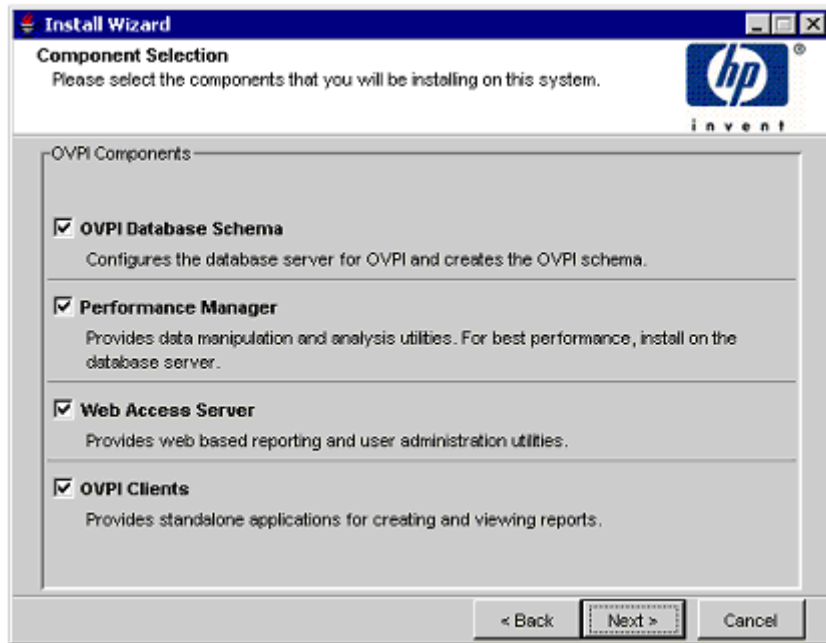 Install Wizard
Component Selection
Please select the components that you will be installing on this system.
hp
®
invent
OVPI Components
OVPI Database Schema
Configures the database server for OVPI and creates the OVPI schema.
Performance Manager
Provides data manipulation and analysis utilities. For best performance, install on the
database server.
Web Access Server
Provides web based reporting and user administration utilities.
OVPI Clients
Provides standalone applications for creating and viewing reports.
< Back   Next >   Cancel